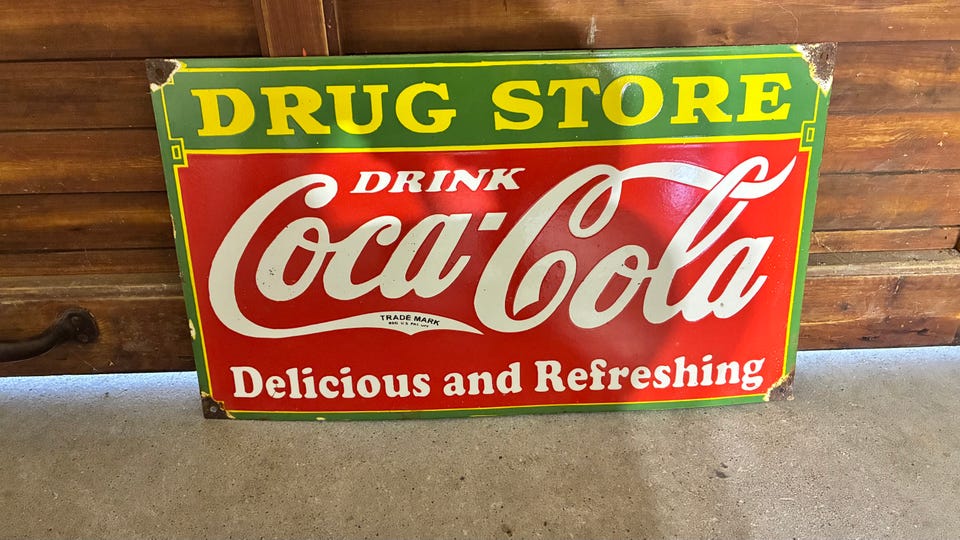 DRUG STORE
DRINK
Coca-Cola
TRADE MARK
Delicious and Refreshing